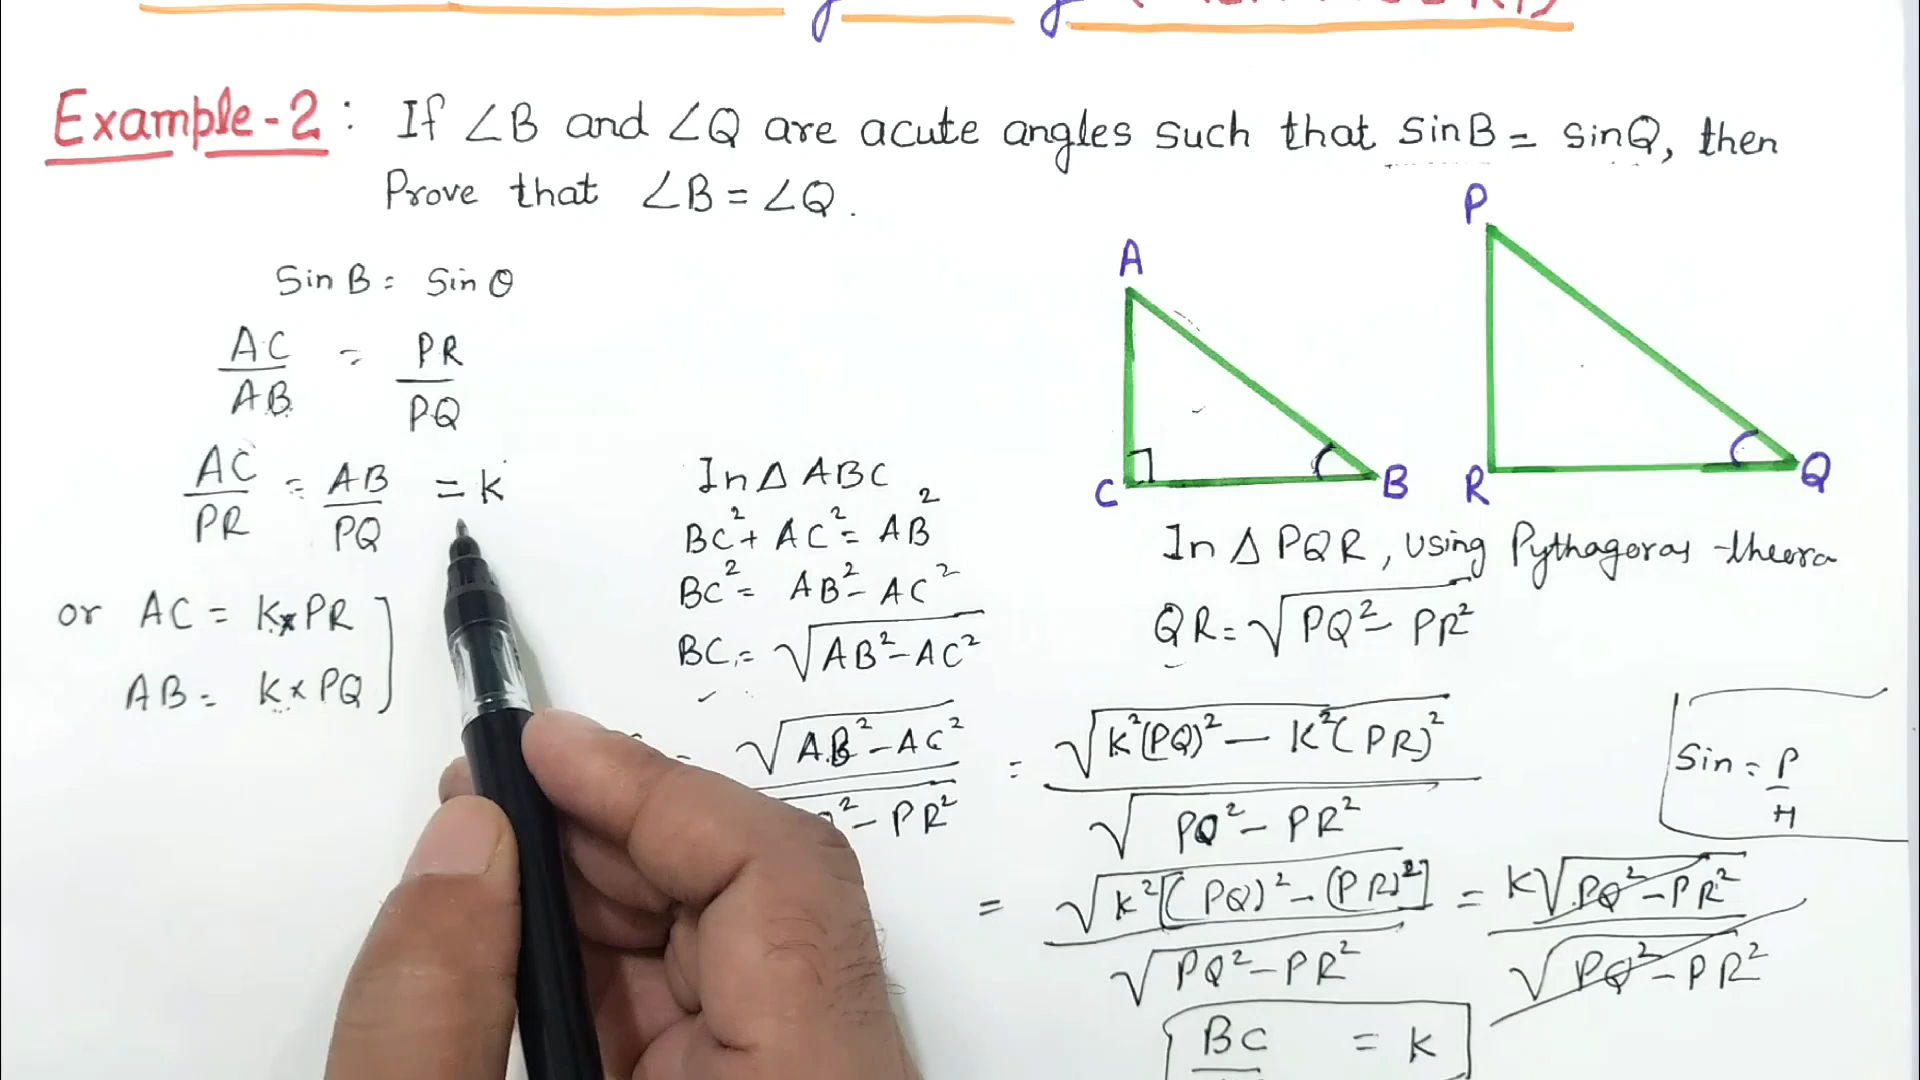 Example-2 : If ∠B and ∠Q are acute angles such that sinB = sinQ, then
Prove that ∠B = ∠Q.
Sin B = Sin Q
AC/AB = PR/PQ
AC/PR = AB/PQ = K
or AC = K×PR
AB = K×PQ
In Δ ABC
BC² + AC² = AB²
BC² = AB² - AC²
BC = √AB² - AC²
A
C
B
P
R
Q
In Δ PQR, using Pythagoras theora
QR = √PQ² - PR²
= √AB² - AC² / ² - PR² = √K²(PQ)² - K²(PR)² / √PQ² - PR²
= √K²[(PQ)² - (PR)²] / √PQ² - PR² = K√PQ² - PR² / √PQ² - PR²
BC = K
Sin = P/H